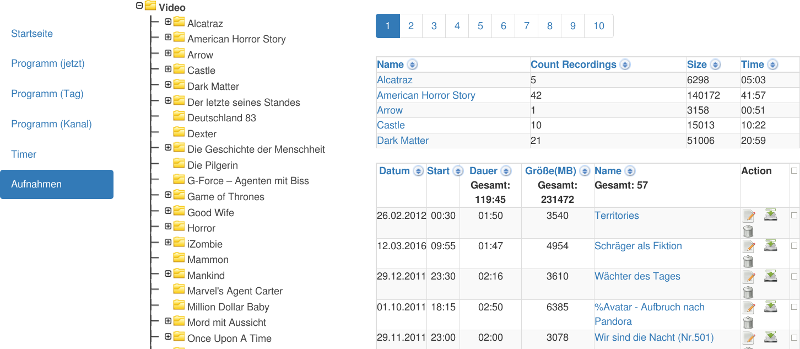 Startseite
Programm (jetzt)
Programm (Tag)
Programm (Kanal)
Timer
Aufnahmen
Video
Alcatraz
American Horror Story
Arrow
Castle
Dark Matter
Der letzte seines Standes
Deutschland 83
Dexter
Die Geschichte der Menschheit
Die Pilgerin
G-Force – Agenten mit Biss
Game of Thrones
Good Wife
Horror
iZombie
Mammon
Mankind
Marvel's Agent Carter
Million Dollar Baby
Mord mit Aussicht
Once Upon A Time
1 2 3 4 5 6 7 8 9 10
Name Count Recordings Size Time
Alcatraz 5 6298 05:03
American Horror Story 42 140172 41:57
Arrow 1 3158 00:51
Castle 10 15013 10:22
Dark Matter 21 51006 20:59
Datum Start Dauer Größe(MB) Name Action
Gesamt: Gesamt: Gesamt: 57
119:45 231472
26.02.2012 00:30 01:50 3540 Territories
12.03.2016 09:55 01:47 4954 Schräger als Fiktion
29.12.2011 23:30 02:16 3610 Wächter des Tages
01.10.2011 18:15 02:50 6385 %Avatar - Aufbruch nach
Pandora
29.11.2011 23:00 02:00 3078 Wir sind die Nacht (Nr.501)